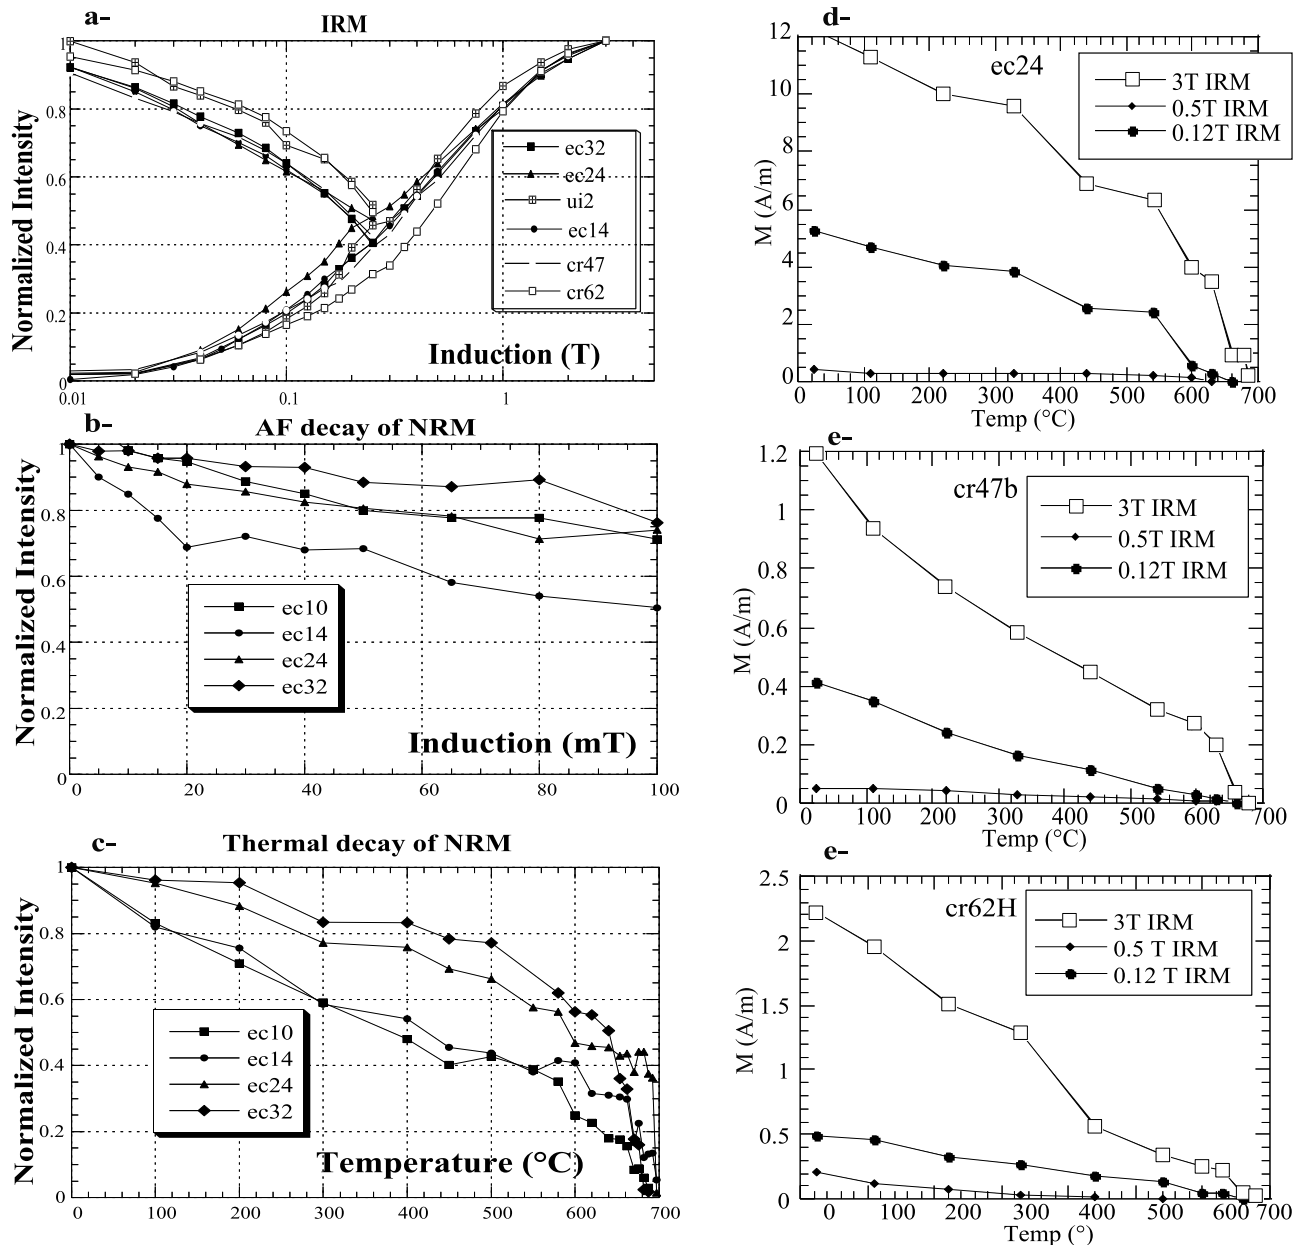 a-
IRM
1
0.8
0.6
0.4
0.2
0
0.01
0.1
1
Normalized Intensity
Induction (T)
ec32
ec24
ui2
ec14
cr47
cr62
b-
AF decay of NRM
1
0.8
0.6
0.4
0.2
0
0
20
40
60
80
100
Normalized Intensity
Induction (mT)
ec10
ec14
ec24
ec32
c-
Thermal decay of NRM
1
0.8
0.6
0.4
0.2
0
0
100
200
300
400
500
600
700
Normalized Intensity
Temperature (°C)
ec10
ec14
ec24
ec32
d-
ec24
12
10
8
6
4
2
0
0
100
200
300
400
500
600
700
M (A/m)
Temp (°C)
3T IRM
0.5T IRM
0.12T IRM
e-
cr47b
1.2
1
0.8
0.6
0.4
0.2
0
0
100
200
300
400
500
600
700
M (A/m)
Temp (°C)
3T IRM
0.5T IRM
0.12T IRM
e-
cr62H
2.5
2
1.5
1
0.5
0
0
100
200
300
400
500
600
700
M (A/m)
Temp (°)
3T IRM
0.5 T IRM
0.12 T IRM